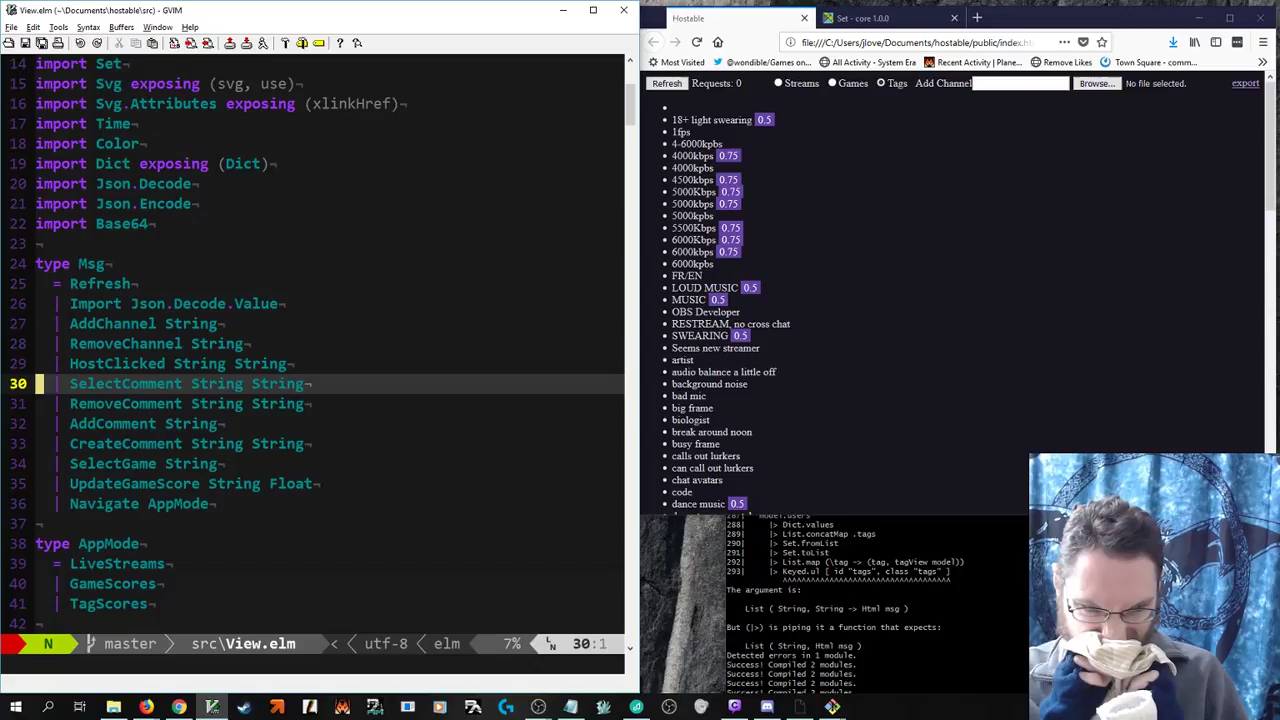 View.elm (~\Documents\hostable\src) - GVIM
File Edit Tools Syntax Buffers Window Help
14 import Set¬
15 import Svg exposing (svg, use)¬
16 import Svg.Attributes exposing (xlinkHref)¬
17 import Time¬
18 import Color¬
19 import Dict exposing (Dict)¬
20 import Json.Decode¬
21 import Json.Encode¬
22 import Base64¬
23 ¬
24 type Msg¬
25 = Refresh¬
26 | Import Json.Decode.Value¬
27 | AddChannel String¬
28 | RemoveChannel String¬
29 | HostClicked String String¬
30 | SelectComment String String¬
31 | RemoveComment String String¬
32 | AddComment String String¬
33 | CreateComment String String¬
34 | SelectGame String¬
35 | UpdateGameScore String Float¬
36 | Navigate AppMode¬
37 ¬
38 type AppMode¬
39 = LiveStreams¬
40 | GameScores¬
41 | TagScores¬
42
N master src\View.elm < utf-8 < elm 7% 30:1
Hostable
Set - core 1.0.0
file:///C:/Users/jlove/Documents/hostable/public/index.ht
Most Visited @wondible/Games on... All Activity - System Era Recent Activity | Plane... Remove Likes Town Square - comm...
Refresh Requests: 0 Streams Games Tags Add Channel Browse... No file selected. export
18+ light swearing 0.5
1fps
4-6000kpbs
4000kbps 0.75
4000kpbs
4500kbps 0.75
5000Kbps 0.75
5000kbps 0.75
5000kpbs
5500Kbps 0.75
6000Kbps 0.75
6000kbps 0.75
6000kpbs
FR/EN
LOUD MUSIC 0.5
MUSIC 0.5
OBS Developer
RESTREAM, no cross chat
SWEARING 0.5
Seems new streamer
artist
audio balance a little off
background noise
bad mic
big frame
biologist
break around noon
busy frame
calls out lurkers
can call out lurkers
chat avatars
code
dance music 0.5
287| model.users
288| |> Dict.values
289| |> List.concatMap .tags
290| |> Set.fromList
291| |> Set.toList
292| |> List.map (\tag -> (tag, tagView model))
293| |> Keyed.ul [ id "tags", class "tags" ]
^^^^^^^^^^^^^^^^^^^^^^^^^^^^^^^^^^^
The argument is:
List ( String, String -> Html msg )
But (|>) is piping it a function that expects:
List ( String, Html msg )
Detected errors in 1 module.
Success! Compiled 2 modules.
Success! Compiled 2 modules.
Success! Compiled 2 modules.
Success! Compiled 2 modules.